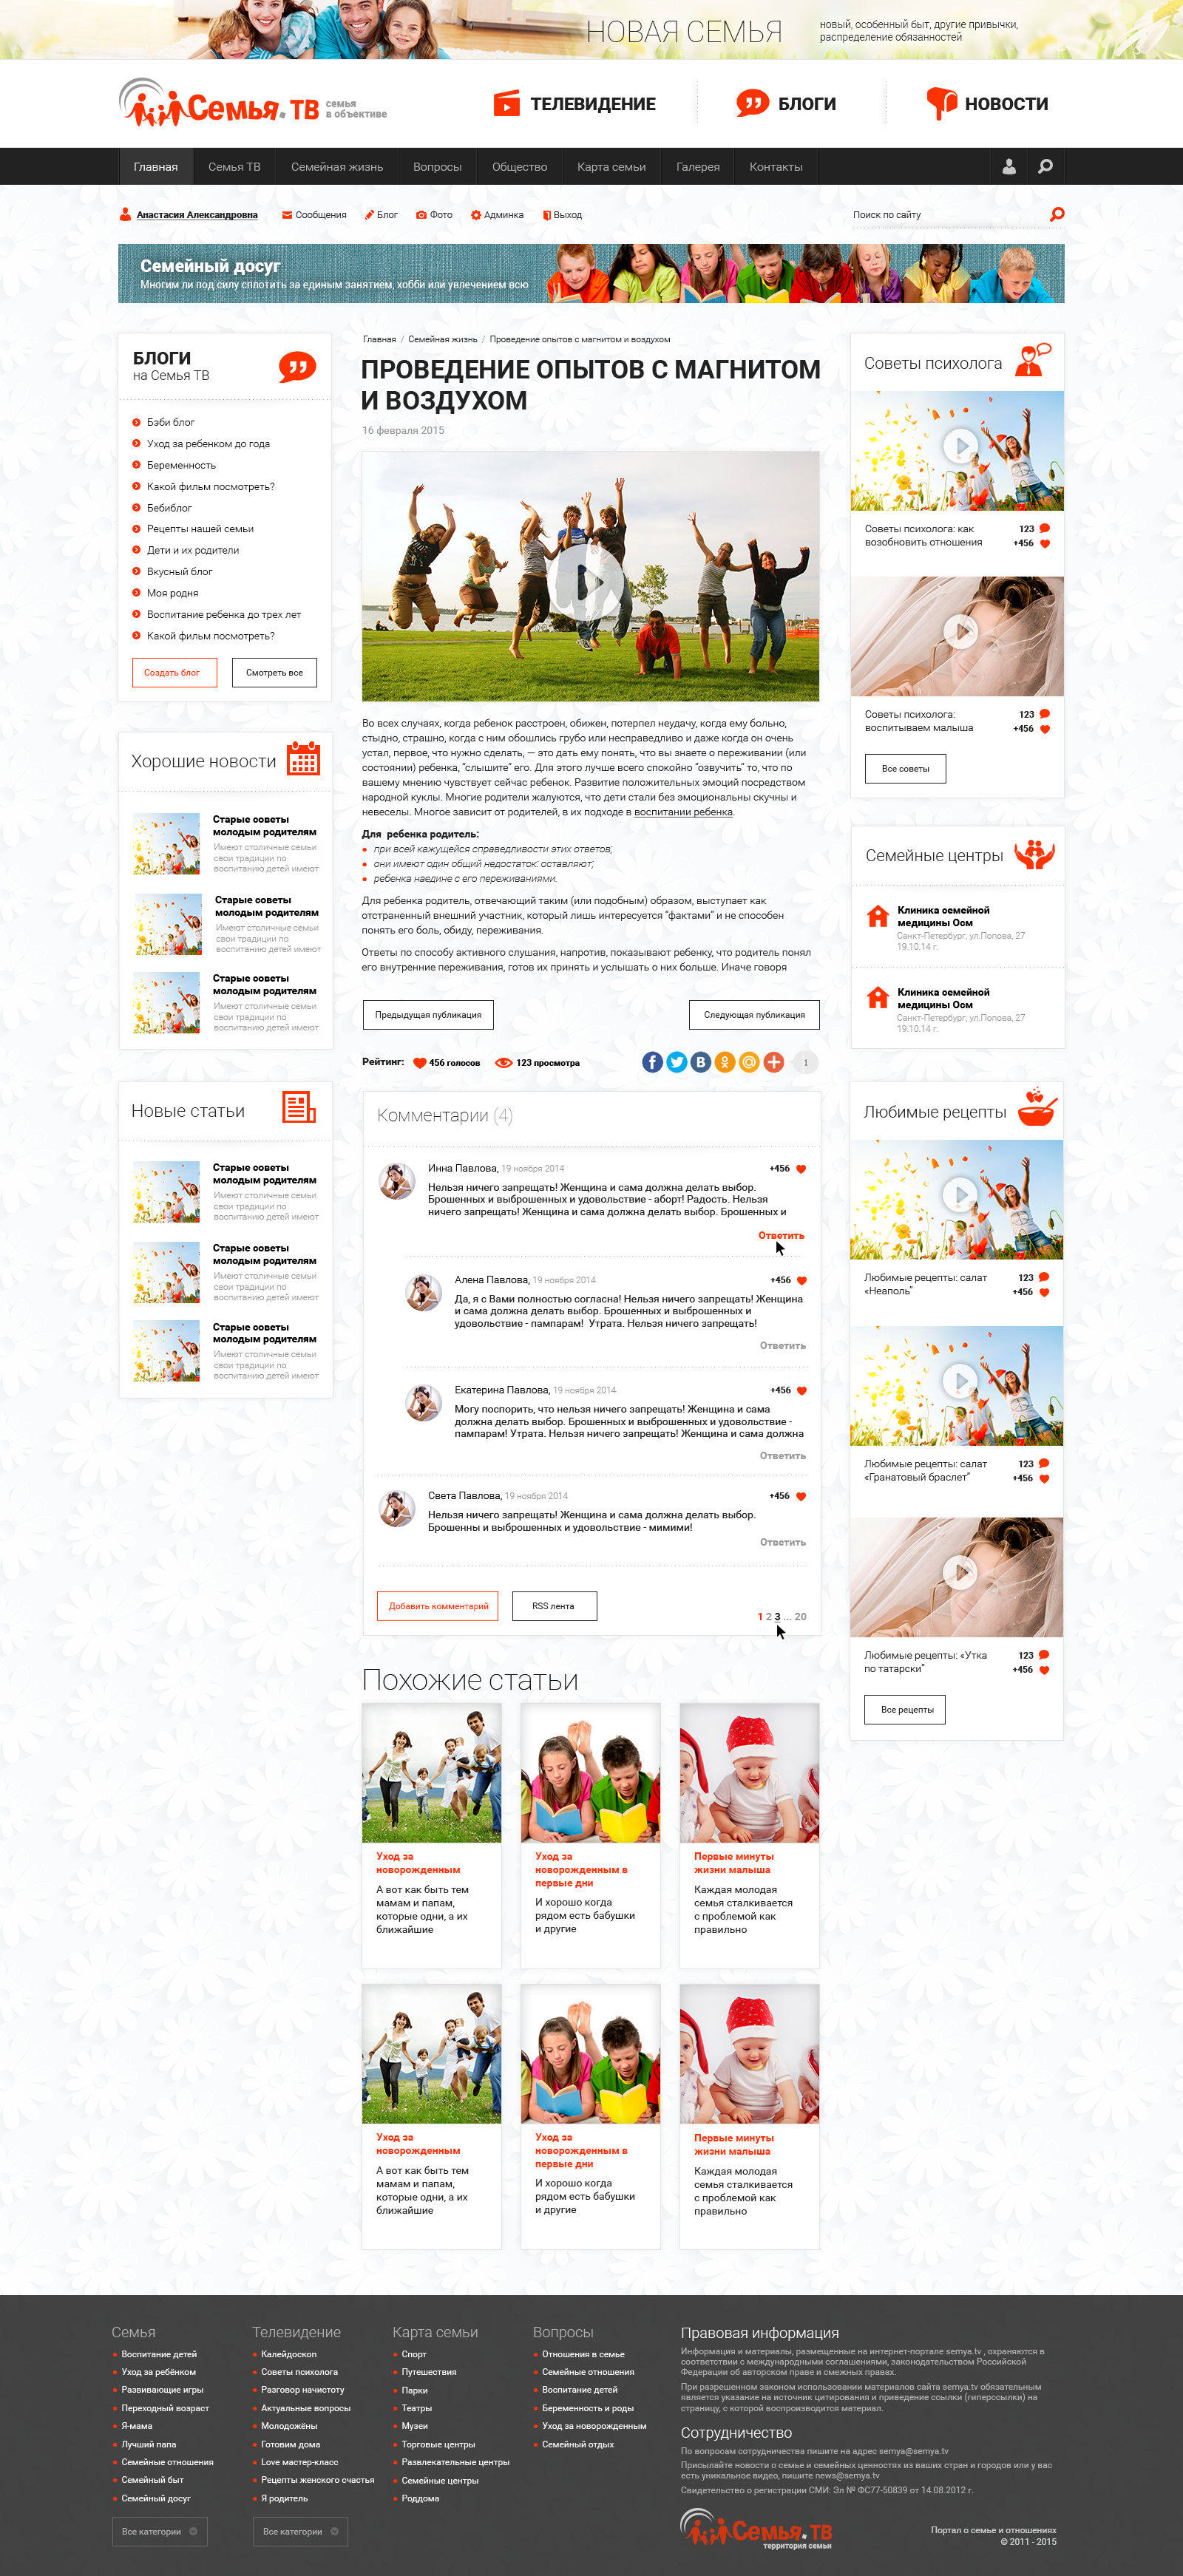 НОВАЯ СЕМЬЯ
новый, особенный быт, другие привычки,
распределение обязанностей
Семья.ТВ
семья
в объективе
ТЕЛЕВИДЕНИЕ
БЛОГИ
НОВОСТИ
Главная
Семья ТВ
Семейная жизнь
Вопросы
Общество
Карта семьи
Галерея
Контакты
Анастасия Александровна
Сообщения
Блог
Фото
Админка
Выход
Поиск по сайту
Семейный досуг
Многим ли под силу сплотить за единым занятием, хобби или увлечением всю
БЛОГИ
на Семья ТВ
Бэби блог
Уход за ребенком до года
Беременность
Какой фильм посмотреть?
Бебиблог
Рецепты нашей семьи
Дети и их родители
Вкусный блог
Моя родня
Воспитание ребенка до трех лет
Какой фильм посмотреть?
Создать блог
Смотреть все
Хорошие новости
Старые советы
молодым родителям
Имеют столичные семьи
свои традиции по
воспитанию детей имеют
Старые советы
молодым родителям
Имеют столичные семьи
свои традиции по
воспитанию детей имеют
Старые советы
молодым родителям
Имеют столичные семьи
свои традиции по
воспитанию детей имеют
Новые статьи
Старые советы
молодым родителям
Имеют столичные семьи
свои традиции по
воспитанию детей имеют
Старые советы
молодым родителям
Имеют столичные семьи
свои традиции по
воспитанию детей имеют
Старые советы
молодым родителям
Имеют столичные семьи
свои традиции по
воспитанию детей имеют
Главная / Семейная жизнь / Проведение опытов с магнитом и воздухом
ПРОВЕДЕНИЕ ОПЫТОВ С МАГНИТОМ
И ВОЗДУХОМ
16 февраля 2015
Во всех случаях, когда ребенок расстроен, обижен, потерпел неудачу, когда ему больно,
стыдно, страшно, когда с ним обошлись грубо или несправедливо и даже когда он очень
устал, первое, что нужно сделать, — это дать ему понять, что вы знаете о переживании (или
состоянии) ребенка, “слышите” его. Для этого лучше всего спокойно “озвучить” то, что по
вашему мнению чувствует сейчас ребенок. Развитие положительных эмоций посредством
народной куклы. Многие родители жалуются, что дети стали без эмоциональны скучны и
невеселы. Многое зависит от родителей, в их подходе в воспитании ребенка.
Для ребенка родитель:
при всей кажущейся справедливости этих ответов;
они имеют один общий недостаток: оставляют;
ребенка наедине с его переживаниями.
Для ребенка родитель, отвечающий таким (или подобным) образом, выступает как
отстраненный внешний участник, который лишь интересуется “фактами” и не способен
понять его боль, обиду, переживания.
Ответы по способу активного слушания, напротив, показывают ребенку, что родитель понял
его внутренние переживания, готов их принять и услышать о них больше. Иначе говоря
Предыдущая публикация
Следующая публикация
Рейтинг:
456 голосов
123 просмотра
1
Комментарии (4)
Инна Павлова, 19 ноября 2014
+456
Нельзя ничего запрещать! Женщина и сама должна делать выбор.
Брошенных и выброшенных и удовольствие - аборт! Радость. Нельзя
ничего запрещать! Женщина и сама должна делать выбор. Брошенных и
Ответить
Алена Павлова, 19 ноября 2014
+456
Да, я с Вами полностью согласна! Нельзя ничего запрещать! Женщина
и сама должна делать выбор. Брошенных и выброшенных и
удовольствие - пампарам! Утрата. Нельзя ничего запрещать!
Ответить
Екатерина Павлова, 19 ноября 2014
+456
Могу поспорить, что нельзя ничего запрещать! Женщина и сама
должна делать выбор. Брошенных и выброшенных и удовольствие -
пампарам! Утрата. Нельзя ничего запрещать! Женщина и сама должна
Ответить
Света Павлова, 19 ноября 2014
+456
Нельзя ничего запрещать! Женщина и сама должна делать выбор.
Брошенны и выброшенных и удовольствие - мимими!
Ответить
Добавить комментарий
RSS лента
1 2 3 ... 20
Похожие статьи
Уход за
новорожденным
А вот как быть тем
мамам и папам,
которые одни, а их
ближайшие
Уход за
новорожденным в
первые дни
И хорошо когда
рядом есть бабушки
и другие
Первые минуты
жизни малыша
Каждая молодая
семья сталкивается
с проблемой как
правильно
Уход за
новорожденным
А вот как быть тем
мамам и папам,
которые одни, а их
ближайшие
Уход за
новорожденным в
первые дни
И хорошо когда
рядом есть бабушки
и другие
Первые минуты
жизни малыша
Каждая молодая
семья сталкивается
с проблемой как
правильно
Советы психолога
Советы психолога: как
возобновить отношения
123
+456
Советы психолога:
воспитываем малыша
123
+456
Все советы
Семейные центры
Клиника семейной
медицины Оом
Санкт-Петербург, ул.Попова, 27
19.10.14 г.
Клиника семейной
медицины Оом
Санкт-Петербург, ул.Попова, 27
19.10.14 г.
Любимые рецепты
Любимые рецепты: салат
«Неаполь”
123
+456
Любимые рецепты: салат
«Гранатовый браслет”
123
+456
Любимые рецепты: «Утка
по татарски”
123
+456
Все рецепты
Семья
Воспитание детей
Уход за ребёнком
Развивающие игры
Переходный возраст
Я-мама
Лучший папа
Семейные отношения
Семейный быт
Семейный досуг
Все категории
Телевидение
Калейдоскоп
Советы психолога
Разговор начистоту
Актуальные вопросы
Молодожёны
Готовим дома
Love мастер-класс
Рецепты женского счастья
Я родитель
Все категории
Карта семьи
Спорт
Путешествия
Парки
Театры
Музеи
Торговые центры
Развлекательные центры
Семейные центры
Роддома
Вопросы
Отношения в семье
Семейные отношения
Воспитание детей
Беременность и роды
Уход за новорожденным
Семейный отдых
Правовая информация
Информация и материалы, размещенные на интернет-портале semya.tv , охраняются в
соответствии с международными соглашениями, законодательством Российской
Федерации об авторском праве и смежных правах.
При разрешенном законом использовании материалов сайта semya.tv обязательным
является указание на источник цитирования и приведение ссылки (гиперссылки) на
страницу, с которой воспроизводится материал.
Сотрудничество
По вопросам сотрудничества пишите на адрес semya@semya.tv
Присылайте новости о семье и семейных ценностях из ваших стран и городов или у вас
есть уникальное видео, пишите news@semya.tv
Свидетельство о регистрации СМИ: Эл № ФС77-50839 от 14.08.2012 г.
Семья.ТВ
территория семьи
Портал о семье и отношениях
© 2011 - 2015